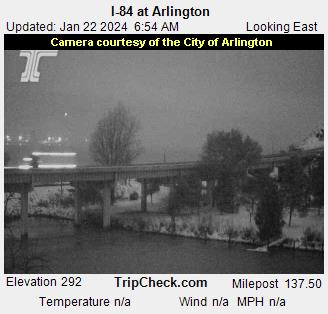 I-84 at Arlington
Updated: Jan 22 2024 6:54 AM Looking East
Camera courtesy of the City of Arlington
Elevation 292 TripCheck.com Milepost 137.50
Temperature n/a Wind n/a MPH n/a